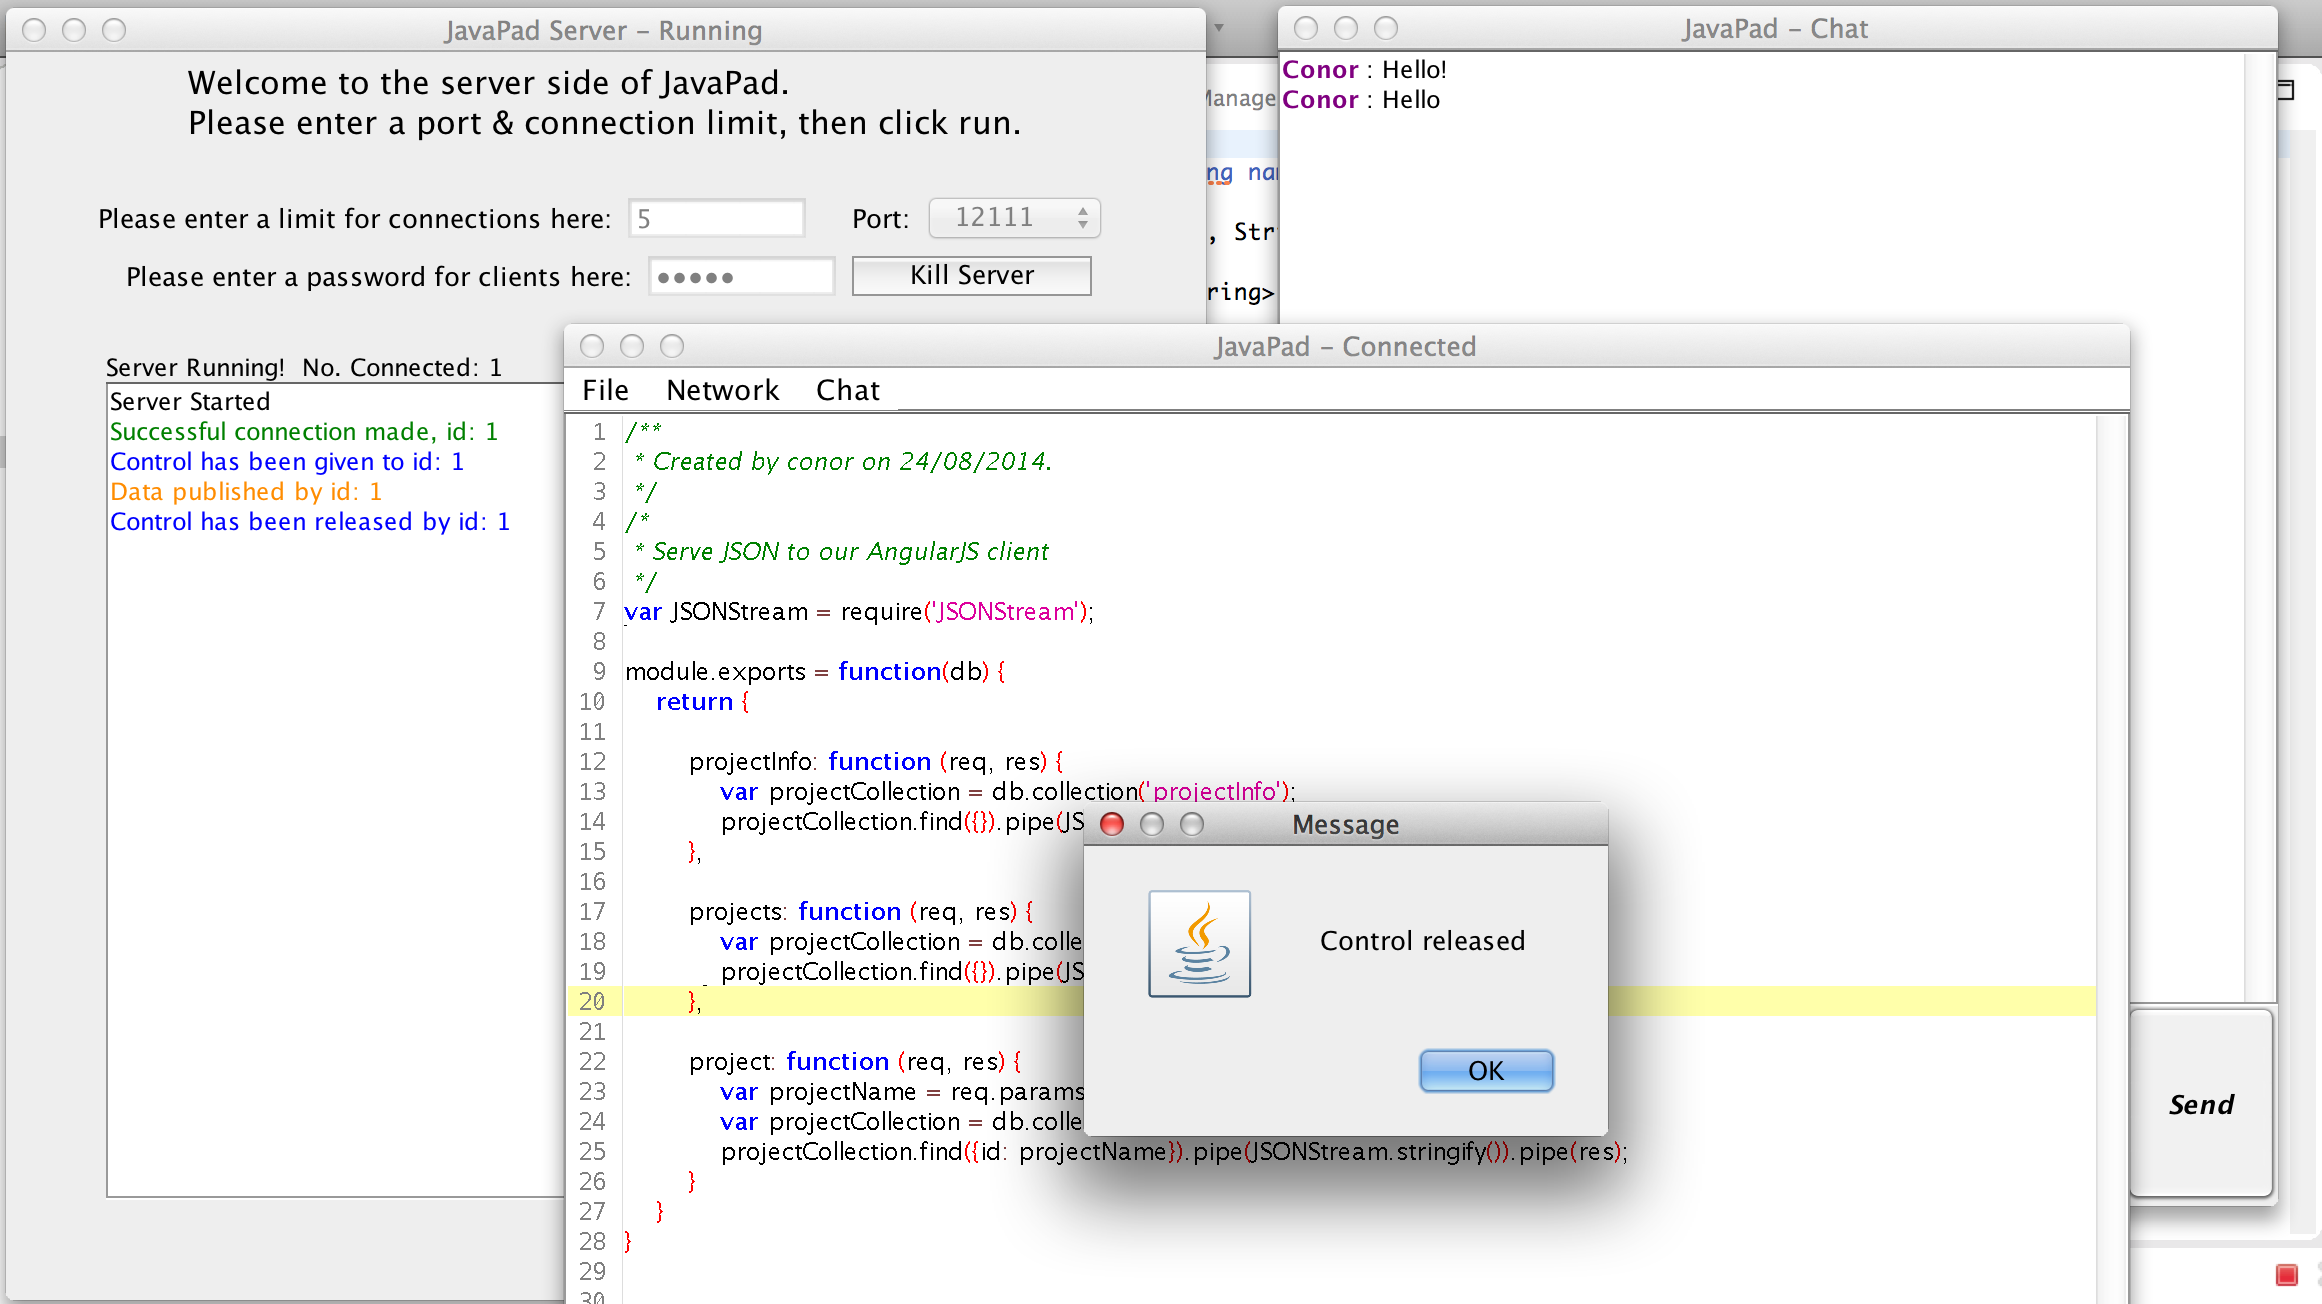 JavaPad Server – Running
Welcome to the server side of JavaPad.
Please enter a port & connection limit, then click run.
Please enter a limit for connections here: 5 Port: 12111
Please enter a password for clients here: ●●●●● Kill Server
Server Running! No. Connected: 1
Server Started
Successful connection made, id: 1
Control has been given to id: 1
Data published by id: 1
Control has been released by id: 1
JavaPad – Chat
Conor : Hello!
Conor : Hello
Send
ng
, Str
ring>
JavaPad – Connected
File Network Chat
1 /**
2 * Created by conor on 24/08/2014.
3 */
4 /*
5 * Serve JSON to our AngularJS client
6 */
7 var JSONStream = require('JSONStream');
8
9 module.exports = function(db) {
10 return {
11
12 projectInfo: function (req, res) {
13 var projectCollection = db.collection('projectInfo');
14 projectCollection.find({}).pipe(JS
15 },
16
17 projects: function (req, res) {
18 var projectCollection = db.colle
19 projectCollection.find({}).pipe(JS
20 },
21
22 project: function (req, res) {
23 var projectName = req.params
24 var projectCollection = db.colle
25 projectCollection.find({id: projectName}).pipe(JSONStream.stringify()).pipe(res);
26 }
27 }
28 }
29
30
Message
Control released
OK